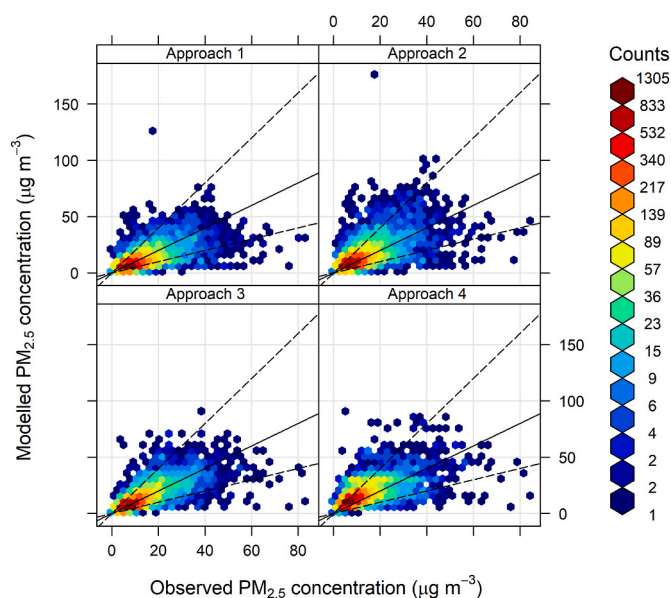 0 20 40 60 80
Approach 1
Approach 2
Counts
1305
833
532
340
217
139
89
57
36
23
15
9
6
4
2
2
1
150
100
50
0
Modelled PM2.5 concentration (μg m−3)
Approach 3
Approach 4
150
100
50
0
0 20 40 60 80
Observed PM2.5 concentration (μg m−3)